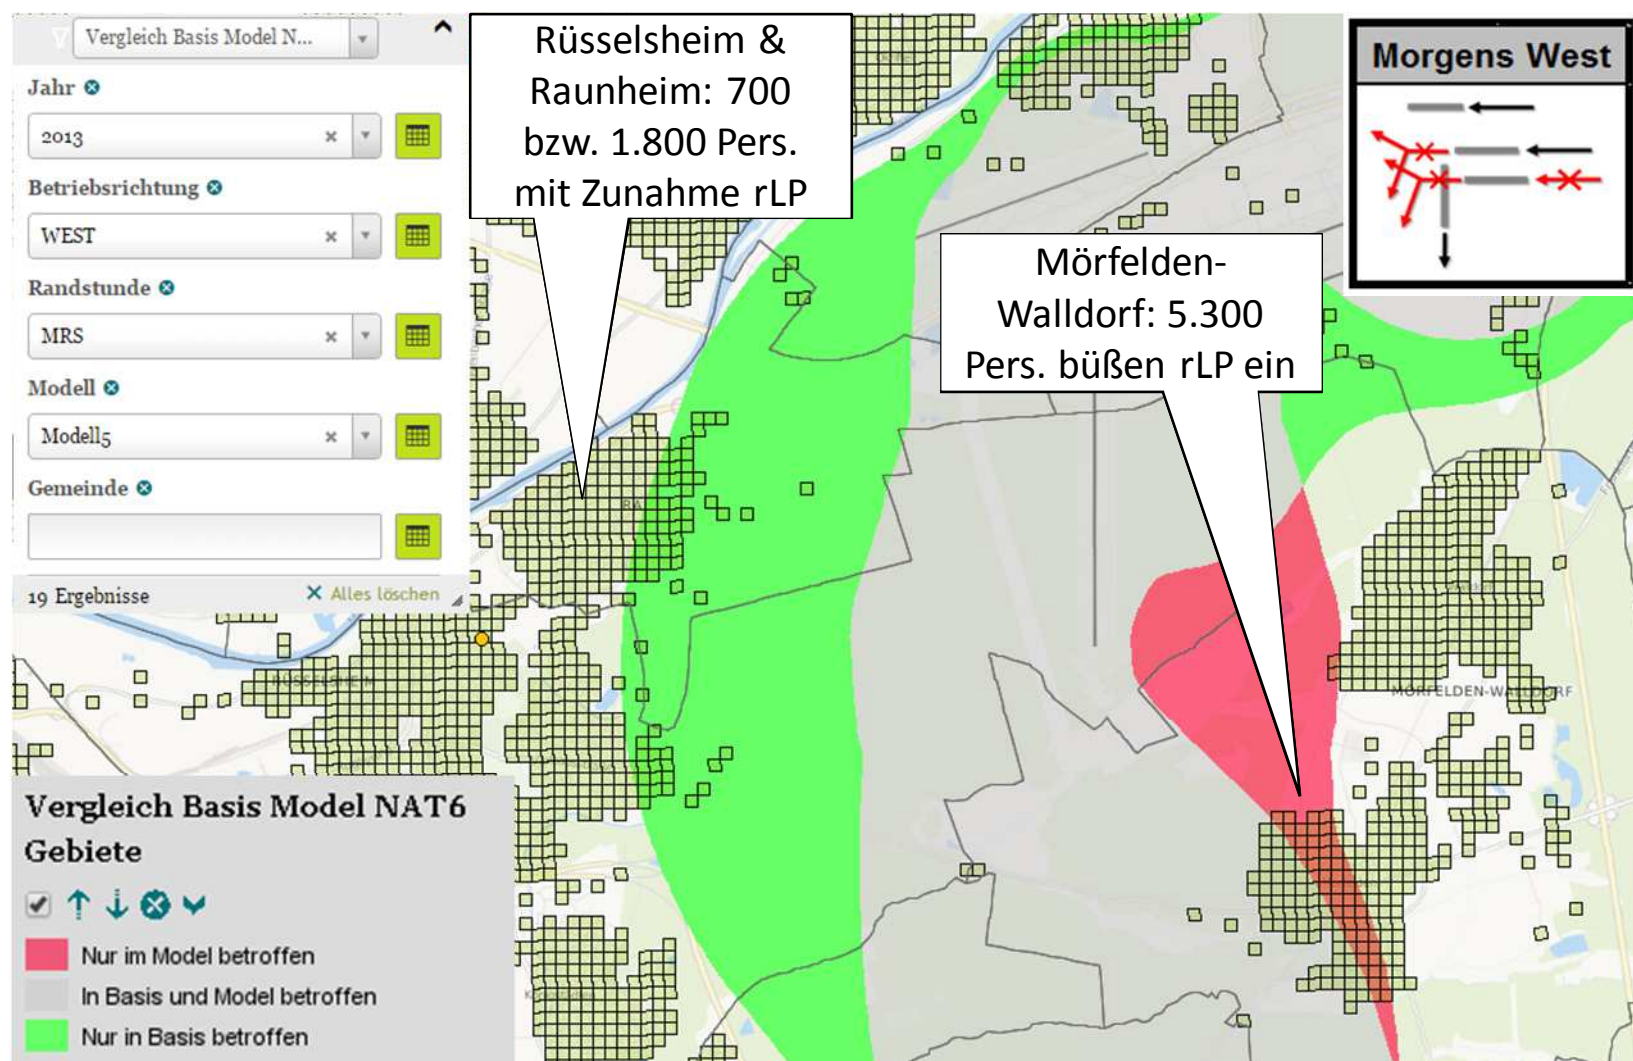 Vergleich Basis Model N...
Jahr
2013
Betriebsrichtung
WEST
Randstunde
MRS
Modell
Modell5
Gemeinde
19 Ergebnisse
Alles löschen
Rüsselsheim &
Raunheim: 700
bzw. 1.800 Pers.
mit Zunahme rLP
Mörfelden-
Walldorf: 5.300
Pers. büßen rLP ein
Morgens West
RÜSSELSHEIM
MÖRFELDEN-WALLDORF
Vergleich Basis Model NAT6
Gebiete
Nur im Model betroffen
In Basis und Model betroffen
Nur in Basis betroffen